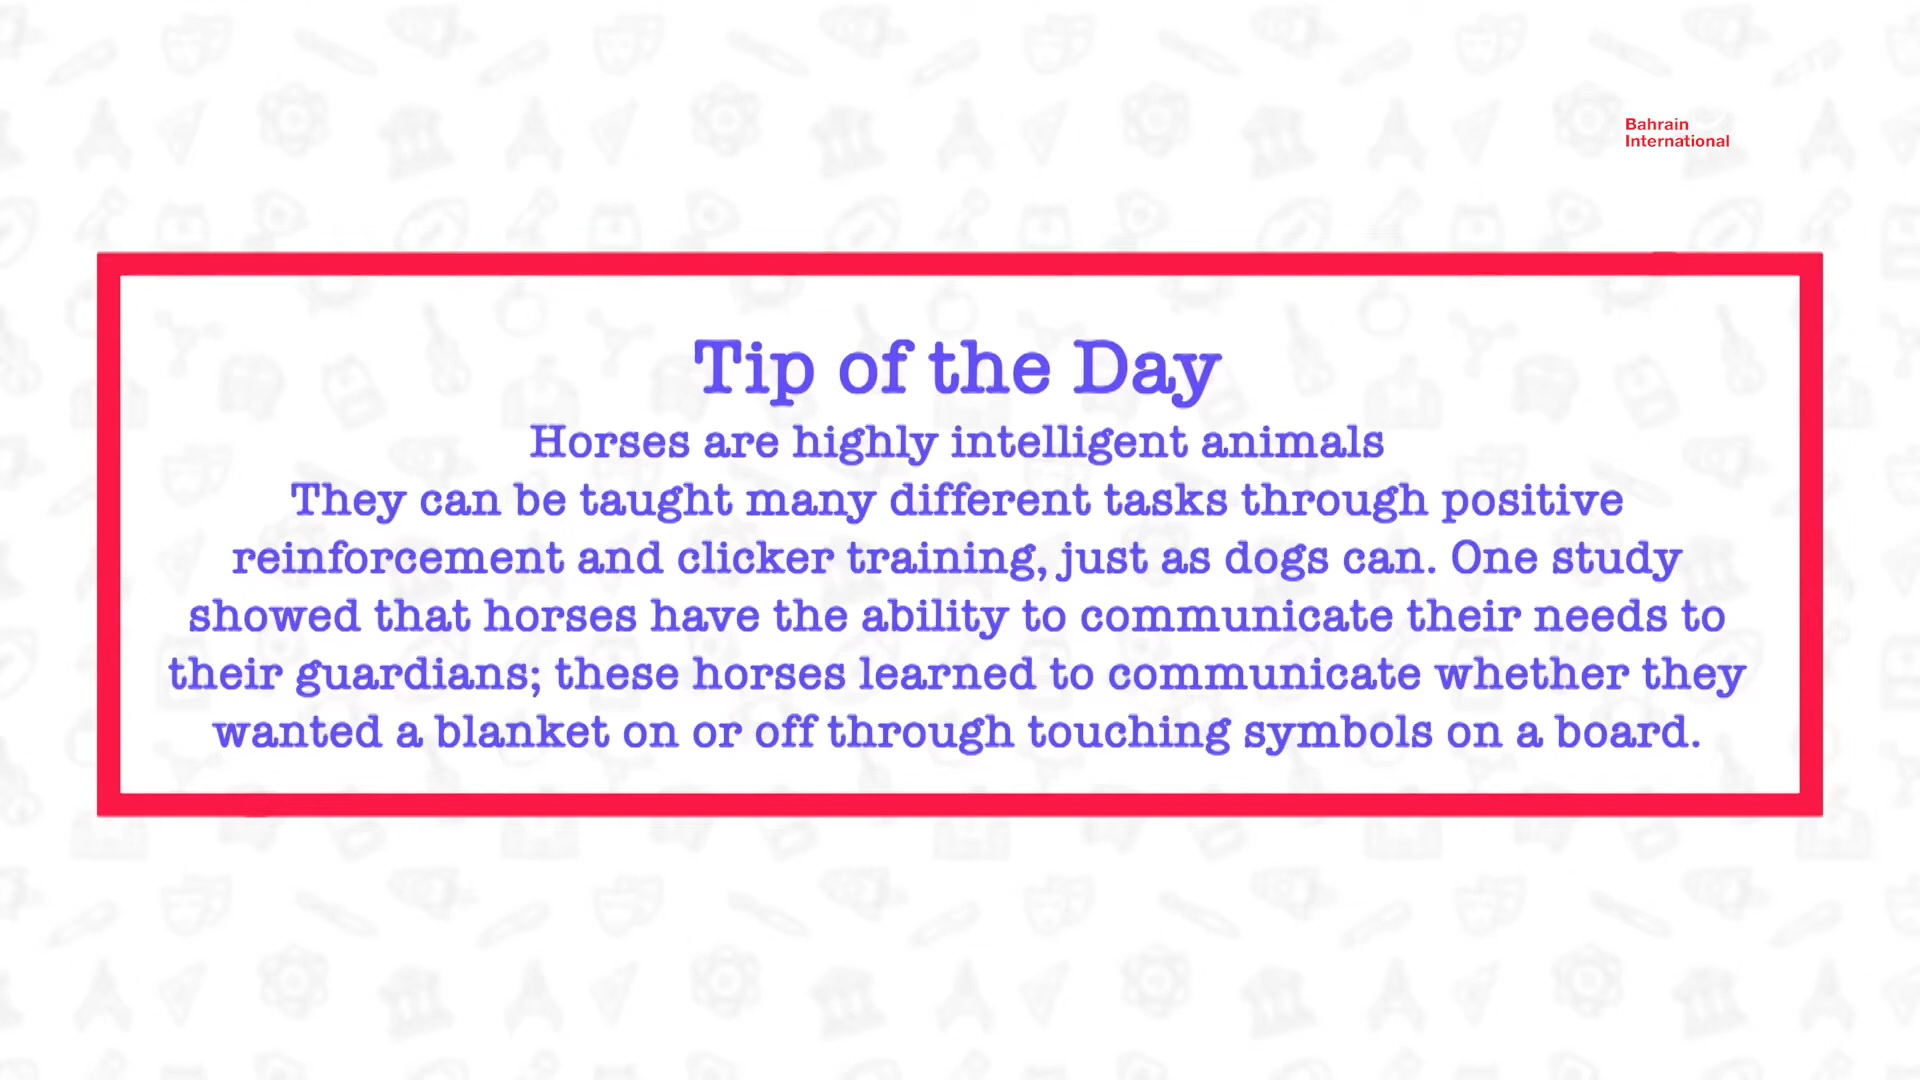 Bahrain
International
Tip of the Day
Horses are highly intelligent animals
They can be taught many different tasks through positive
reinforcement and clicker training, just as dogs can. One study
showed that horses have the ability to communicate their needs to
their guardians; these horses learned to communicate whether they
wanted a blanket on or off through touching symbols on a board.